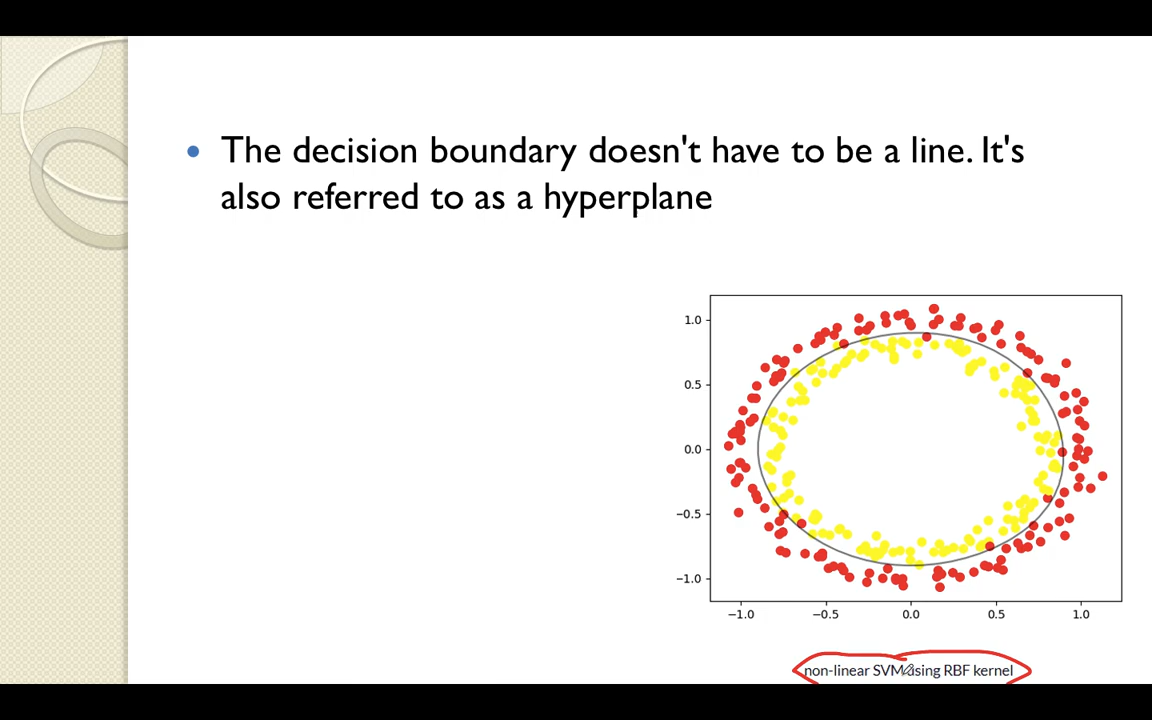 The decision boundary doesn't have to be a line. It's
also referred to as a hyperplane
1.0
0.5
0.0
−0.5
−1.0
−1.0 −0.5 0.0 0.5 1.0
non-linear SVM using RBF kernel